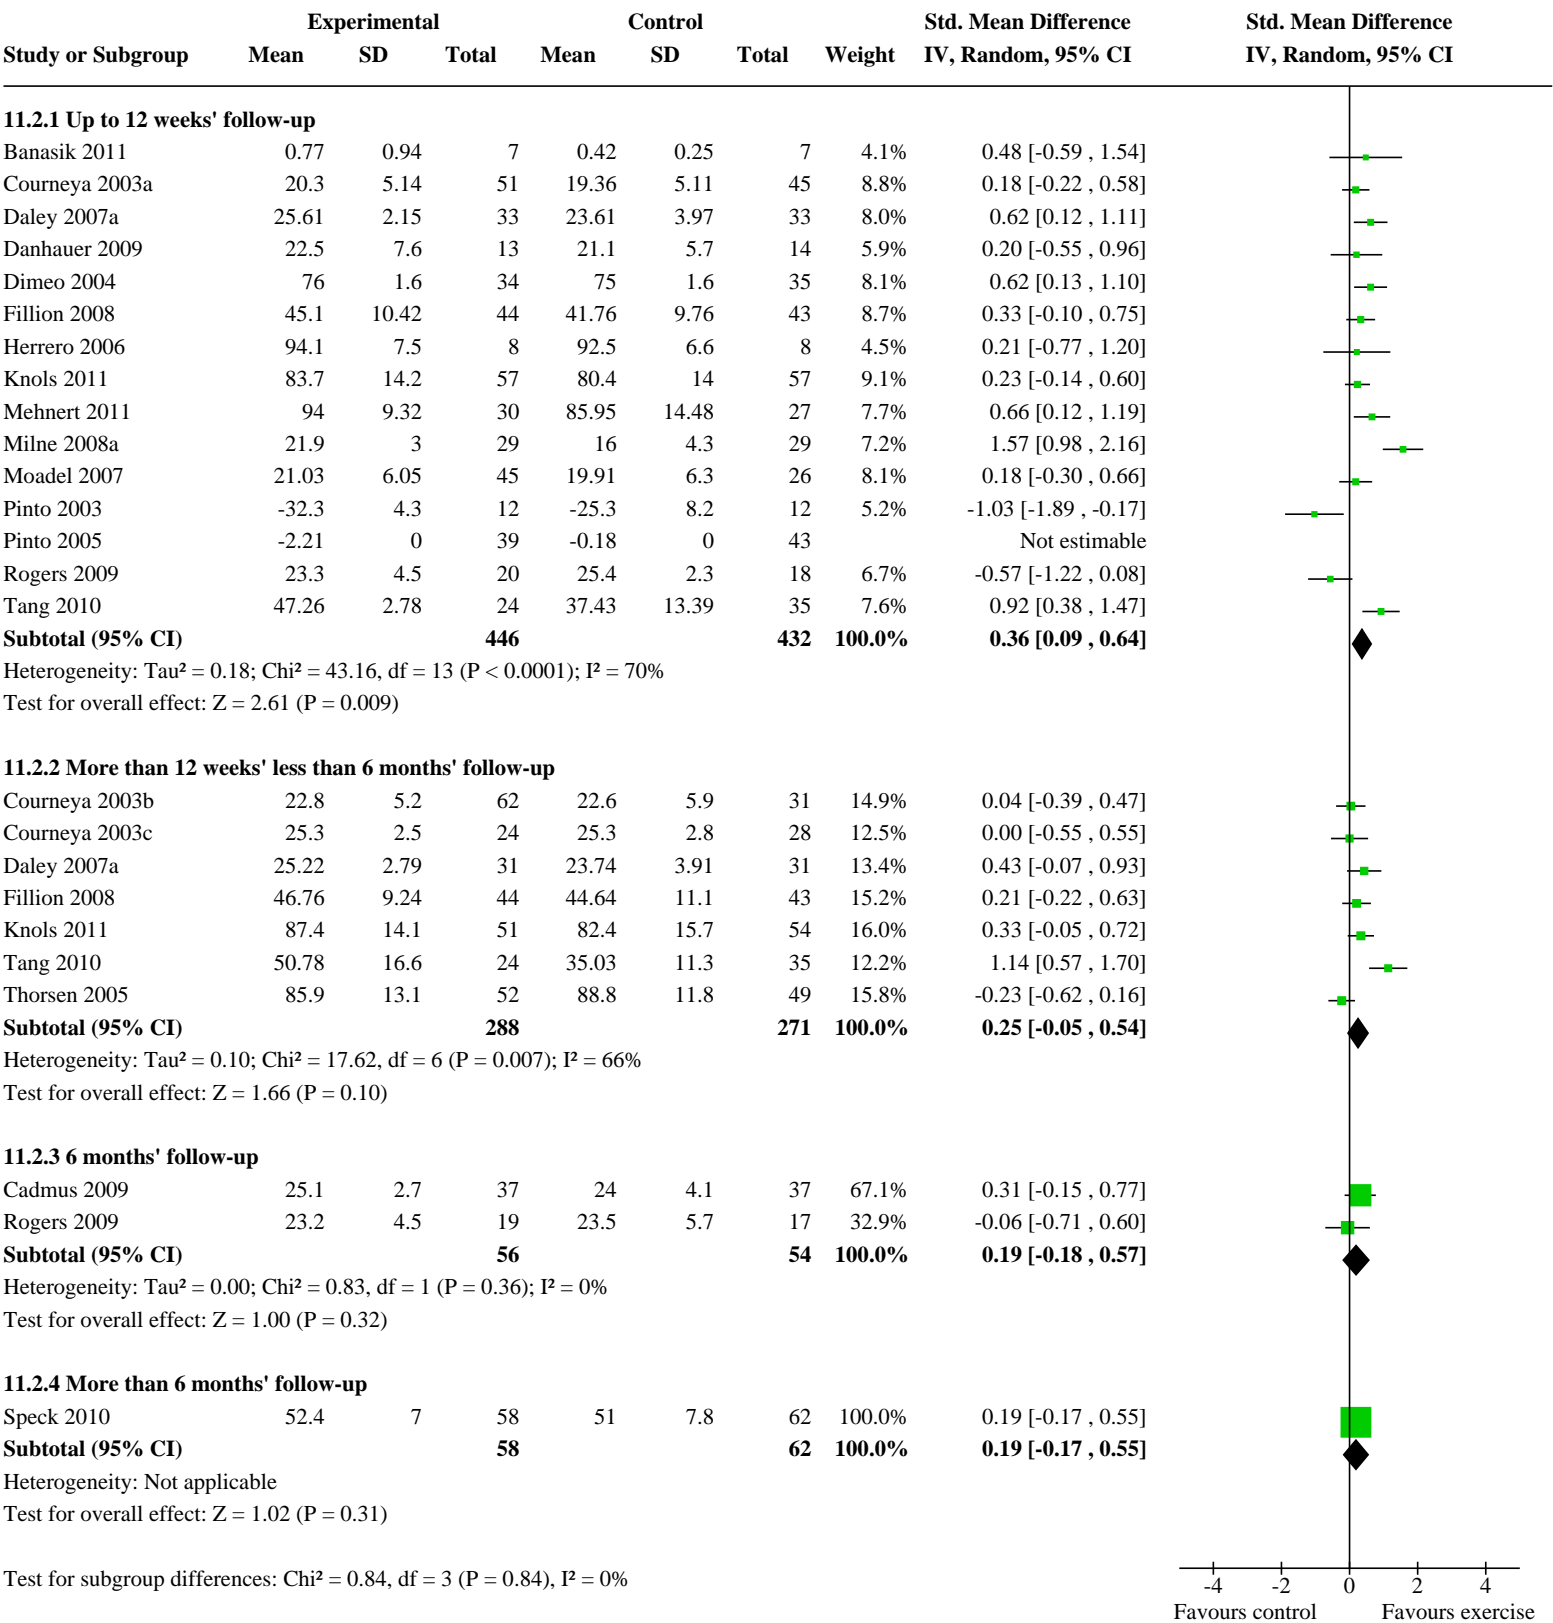 Experimental Control Std. Mean Difference Std. Mean Difference
Study or Subgroup Mean SD Total Mean SD Total Weight IV, Random, 95% CI IV, Random, 95% CI
11.2.1 Up to 12 weeks' follow-up
Banasik 2011 0.77 0.94 7 0.42 0.25 7 4.1% 0.48 [-0.59 , 1.54]
Courneya 2003a 20.3 5.14 51 19.36 5.11 45 8.8% 0.18 [-0.22 , 0.58]
Daley 2007a 25.61 2.15 33 23.61 3.97 33 8.0% 0.62 [0.12 , 1.11]
Danhauer 2009 22.5 7.6 13 21.1 5.7 14 5.9% 0.20 [-0.55 , 0.96]
Dimeo 2004 76 1.6 34 75 1.6 35 8.1% 0.62 [0.13 , 1.10]
Fillion 2008 45.1 10.42 44 41.76 9.76 43 8.7% 0.33 [-0.10 , 0.75]
Herrero 2006 94.1 7.5 8 92.5 6.6 8 4.5% 0.21 [-0.77 , 1.20]
Knols 2011 83.7 14.2 57 80.4 14 57 9.1% 0.23 [-0.14 , 0.60]
Mehnert 2011 94 9.32 30 85.95 14.48 27 7.7% 0.66 [0.12 , 1.19]
Milne 2008a 21.9 3 29 16 4.3 29 7.2% 1.57 [0.98 , 2.16]
Moadel 2007 21.03 6.05 45 19.91 6.3 26 8.1% 0.18 [-0.30 , 0.66]
Pinto 2003 -32.3 4.3 12 -25.3 8.2 12 5.2% -1.03 [-1.89 , -0.17]
Pinto 2005 -2.21 0 39 -0.18 0 43 Not estimable
Rogers 2009 23.3 4.5 20 25.4 2.3 18 6.7% -0.57 [-1.22 , 0.08]
Tang 2010 47.26 2.78 24 37.43 13.39 35 7.6% 0.92 [0.38 , 1.47]
Subtotal (95% CI) 446 432 100.0% 0.36 [0.09 , 0.64]
Heterogeneity: Tau² = 0.18; Chi² = 43.16, df = 13 (P < 0.0001); I² = 70%
Test for overall effect: Z = 2.61 (P = 0.009)
11.2.2 More than 12 weeks' less than 6 months' follow-up
Courneya 2003b 22.8 5.2 62 22.6 5.9 31 14.9% 0.04 [-0.39 , 0.47]
Courneya 2003c 25.3 2.5 24 25.3 2.8 28 12.5% 0.00 [-0.55 , 0.55]
Daley 2007a 25.22 2.79 31 23.74 3.91 31 13.4% 0.43 [-0.07 , 0.93]
Fillion 2008 46.76 9.24 44 44.64 11.1 43 15.2% 0.21 [-0.22 , 0.63]
Knols 2011 87.4 14.1 51 82.4 15.7 54 16.0% 0.33 [-0.05 , 0.72]
Tang 2010 50.78 16.6 24 35.03 11.3 35 12.2% 1.14 [0.57 , 1.70]
Thorsen 2005 85.9 13.1 52 88.8 11.8 49 15.8% -0.23 [-0.62 , 0.16]
Subtotal (95% CI) 288 271 100.0% 0.25 [-0.05 , 0.54]
Heterogeneity: Tau² = 0.10; Chi² = 17.62, df = 6 (P = 0.007); I² = 66%
Test for overall effect: Z = 1.66 (P = 0.10)
11.2.3 6 months' follow-up
Cadmus 2009 25.1 2.7 37 24 4.1 37 67.1% 0.31 [-0.15 , 0.77]
Rogers 2009 23.2 4.5 19 23.5 5.7 17 32.9% -0.06 [-0.71 , 0.60]
Subtotal (95% CI) 56 54 100.0% 0.19 [-0.18 , 0.57]
Heterogeneity: Tau² = 0.00; Chi² = 0.83, df = 1 (P = 0.36); I² = 0%
Test for overall effect: Z = 1.00 (P = 0.32)
11.2.4 More than 6 months' follow-up
Speck 2010 52.4 7 58 51 7.8 62 100.0% 0.19 [-0.17 , 0.55]
Subtotal (95% CI) 58 62 100.0% 0.19 [-0.17 , 0.55]
Heterogeneity: Not applicable
Test for overall effect: Z = 1.02 (P = 0.31)
Test for subgroup differences: Chi² = 0.84, df = 3 (P = 0.84), I² = 0%
-4 -2 0 2 4
Favours control Favours exercise